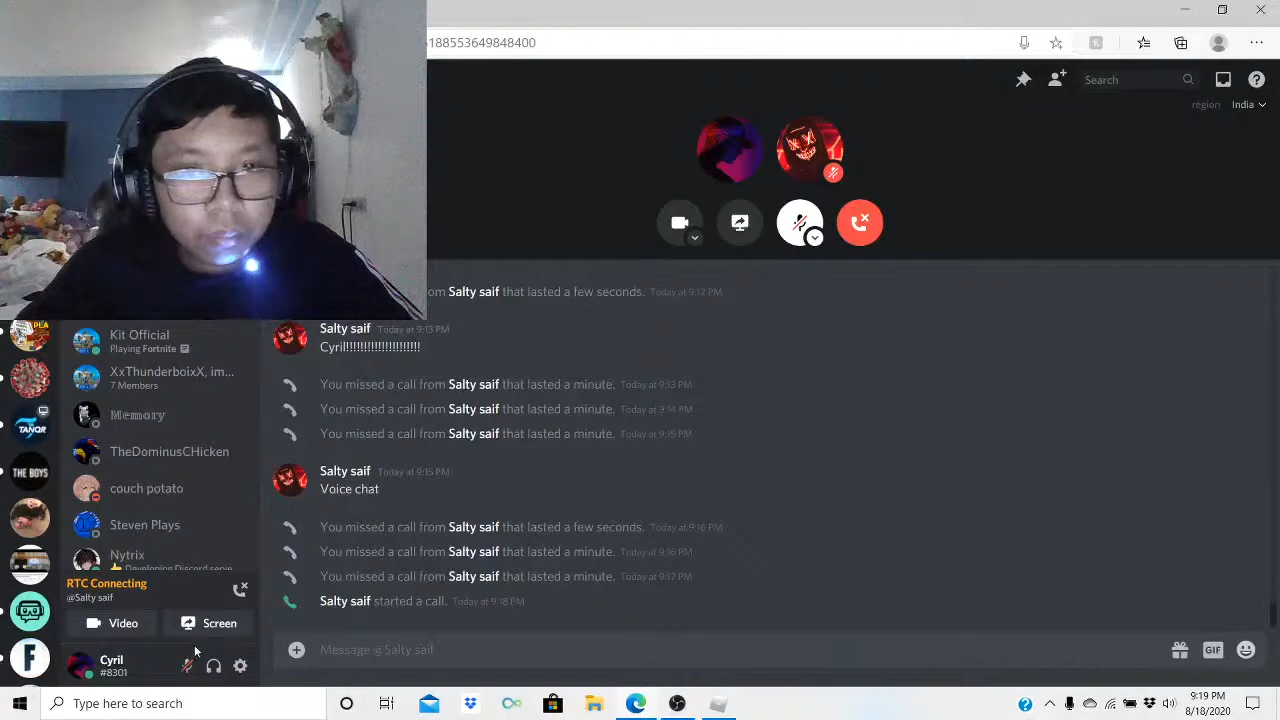 188553649848400
Search
region India
from Salty saif that lasted a few seconds. Today at 9:12 PM
Salty saif Today at 9:13 PM
Cyril!!!!!!!!!!!!!!!!!!!!!
You missed a call from Salty saif that lasted a minute. Today at 9:13 PM
You missed a call from Salty saif that lasted a minute. Today at 9:14 PM
You missed a call from Salty saif that lasted a minute. Today at 9:15 PM
Salty saif Today at 9:15 PM
Voice chat
You missed a call from Salty saif that lasted a few seconds. Today at 9:16 PM
You missed a call from Salty saif that lasted a minute. Today at 9:16 PM
You missed a call from Salty saif that lasted a minute. Today at 9:17 PM
Salty saif started a call. Today at 9:18 PM
Message @Salty saif
GIF
TANQR
THE BOYS
F
Kit Official
Playing Fortnite
XxThunderboixX, im...
7 Members
Memory
TheDominusCHicken
couch potato
Steven Plays
Nytrix
Developing Discord serve
RTC Connecting
@Salty saif
Video
Screen
Cyril
#8301
Type here to search
9:19 PM
8/18/2020